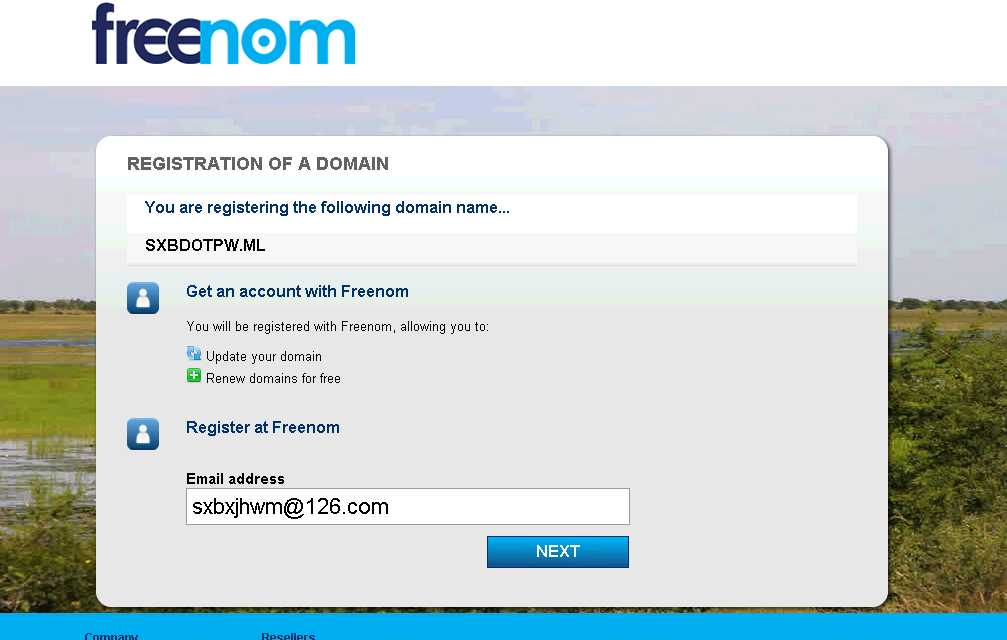 freenom
REGISTRATION OF A DOMAIN
You are registering the following domain name...
SXBDOTPW.ML
Get an account with Freenom
You will be registered with Freenom, allowing you to:
Update your domain
Renew domains for free
Register at Freenom
Email address
sxbxjhwm@126.com
NEXT
Company Resellers